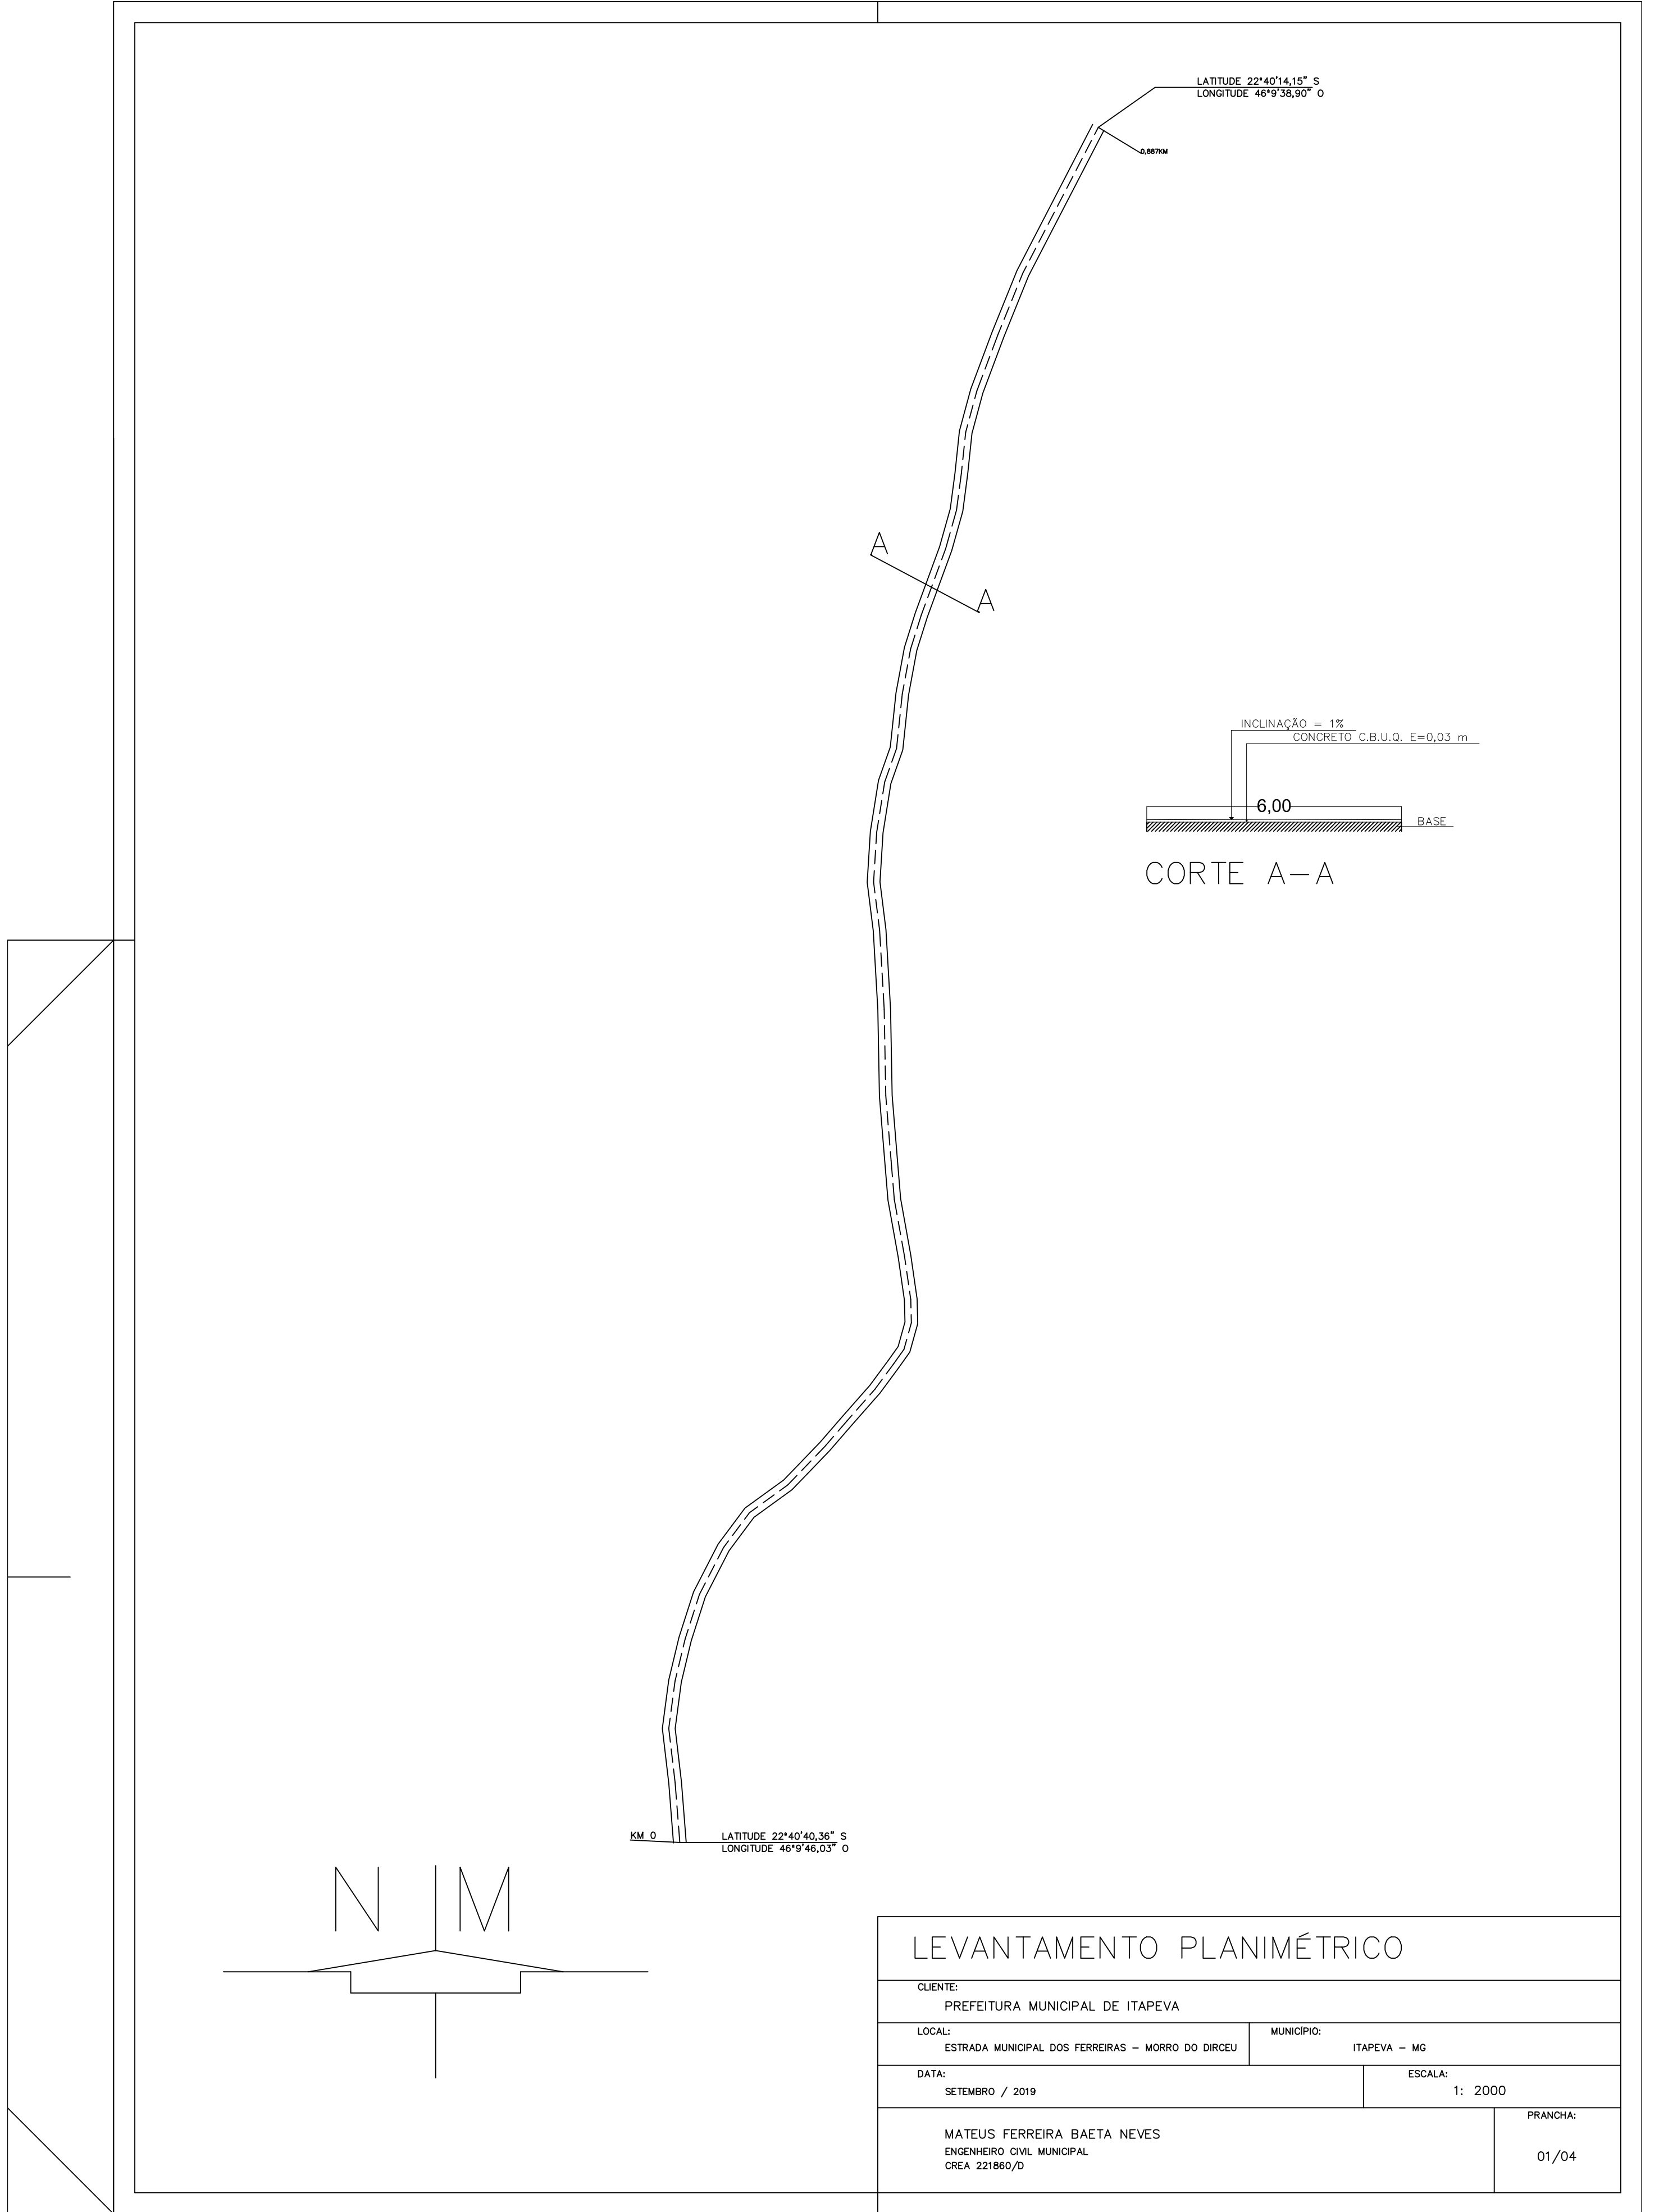 LATITUDE 22°40'14,15" S
LONGITUDE 46°9'38,90" O
0,887KM
A
A
INCLINAÇÃO = 1%
CONCRETO C.B.U.Q. E=0,03 m
6,00
BASE
CORTE A-A
KM 0
LATITUDE 22°40'40,36" S
LONGITUDE 46°9'46,03" O
N M
LEVANTAMENTO PLANIMÉTRICO
CLIENTE:
PREFEITURA MUNICIPAL DE ITAPEVA
LOCAL:
ESTRADA MUNICIPAL DOS FERREIRAS - MORRO DO DIRCEU
MUNICÍPIO:
ITAPEVA - MG
DATA:
SETEMBRO / 2019
ESCALA:
1: 2000
MATEUS FERREIRA BAETA NEVES
ENGENHEIRO CIVIL MUNICIPAL
CREA 221860/D
PRANCHA:
01/04